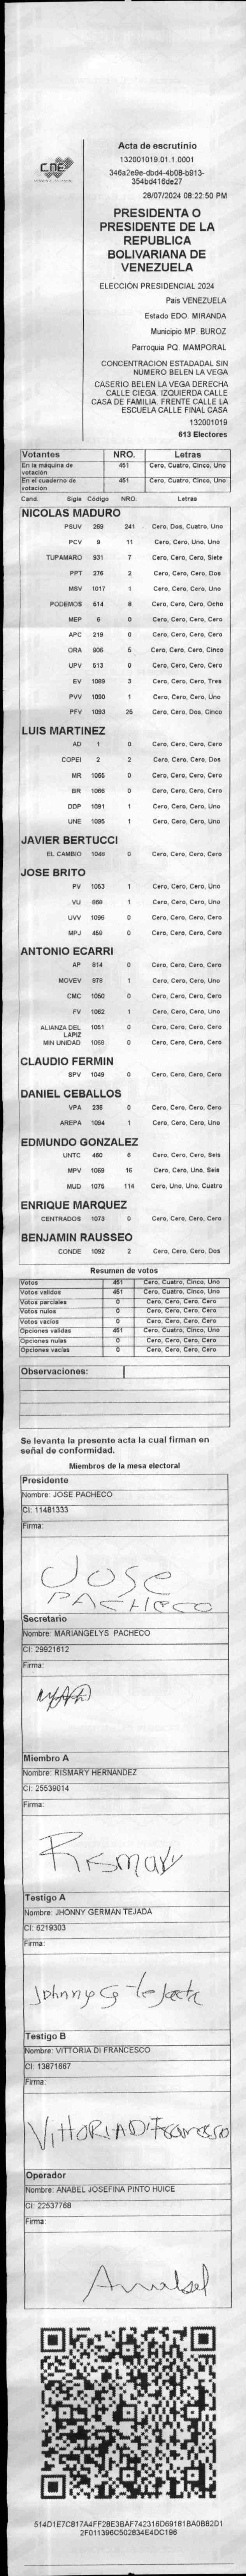 CNE
Acta de escrutinio
132001019.01.1.0001
346a2e9e-dbd4-4b08-b913-
354bd416de27
28/07/2024 08:22:50 PM
PRESIDENTA O
PRESIDENTE DE LA
REPUBLICA
BOLIVARIANA DE
VENEZUELA
ELECCIÓN PRESIDENCIAL 2024
País VENEZUELA
Estado EDO. MIRANDA
Municipio MP. BUROZ
Parroquia PQ. MAMPORAL
CONCENTRACION ESTADADAL SIN
NUMERO BELEN LA VEGA
CASERIO BELEN LA VEGA DERECHA
CALLE CIEGA. IZQUIERDA CALLE
CASA DE FAMILIA. FRENTE CALLE LA
ESCUELA CALLE FINAL CASA
132001019
613 Electores
Votantes NRO. Letras
En la máquina de votación 451 Cero, Cuatro, Cinco, Uno
En el cuaderno de votación 451 Cero, Cuatro, Cinco, Uno
Cand. Sigla Código NRO. Letras
NICOLAS MADURO
PSUV 269 241 Cero, Dos, Cuatro, Uno
PCV 9 11 Cero, Cero, Uno, Uno
TUPAMARO 931 7 Cero, Cero, Cero, Siete
PPT 276 2 Cero, Cero, Cero, Dos
MSV 1017 1 Cero, Cero, Cero, Uno
PODEMOS 514 8 Cero, Cero, Cero, Ocho
MEP 6 0 Cero, Cero, Cero, Cero
APC 219 0 Cero, Cero, Cero, Cero
ORA 906 5 Cero, Cero, Cero, Cinco
UPV 513 0 Cero, Cero, Cero, Cero
EV 1089 3 Cero, Cero, Cero, Tres
PVV 1090 1 Cero, Cero, Cero, Uno
PFV 1093 25 Cero, Cero, Dos, Cinco
LUIS MARTINEZ
AD 1 0 Cero, Cero, Cero, Cero
COPEI 2 2 Cero, Cero, Cero, Dos
MR 1065 0 Cero, Cero, Cero, Cero
BR 1066 0 Cero, Cero, Cero, Cero
DDP 1091 1 Cero, Cero, Cero, Uno
UNE 1095 1 Cero, Cero, Cero, Uno
JAVIER BERTUCCI
EL CAMBIO 1048 0 Cero, Cero, Cero, Cero
JOSE BRITO
PV 1053 1 Cero, Cero, Cero, Uno
VU 868 1 Cero, Cero, Cero, Uno
UVV 1096 0 Cero, Cero, Cero, Cero
MPJ 458 0 Cero, Cero, Cero, Cero
ANTONIO ECARRI
AP 814 0 Cero, Cero, Cero, Cero
MOVEV 978 1 Cero, Cero, Cero, Uno
CMC 1050 0 Cero, Cero, Cero, Cero
FV 1062 1 Cero, Cero, Cero, Uno
ALIANZA DEL LAPIZ 1051 0 Cero, Cero, Cero, Cero
MIN UNIDAD 1068 0 Cero, Cero, Cero, Cero
CLAUDIO FERMIN
SPV 1049 0 Cero, Cero, Cero, Cero
DANIEL CEBALLOS
VPA 236 0 Cero, Cero, Cero, Cero
AREPA 1094 1 Cero, Cero, Cero, Uno
EDMUNDO GONZALEZ
UNTC 460 6 Cero, Cero, Cero, Seis
MPV 1069 16 Cero, Cero, Uno, Seis
MUD 1075 114 Cero, Uno, Uno, Cuatro
ENRIQUE MARQUEZ
CENTRADOS 1073 0 Cero, Cero, Cero, Cero
BENJAMIN RAUSSEO
CONDE 1092 2 Cero, Cero, Cero, Dos
Resumen de votos
Votos 451 Cero, Cuatro, Cinco, Uno
Votos validos 451 Cero, Cuatro, Cinco, Uno
Votos parciales 0 Cero, Cero, Cero, Cero
Votos nulos 0 Cero, Cero, Cero, Cero
Votos vacios 0 Cero, Cero, Cero, Cero
Opciones validas 451 Cero, Cuatro, Cinco, Uno
Opciones nulas 0 Cero, Cero, Cero, Cero
Opciones vacias 0 Cero, Cero, Cero, Cero
Observaciones:
Se levanta la presente acta la cual firman en
señal de conformidad.
Miembros de la mesa electoral
Presidente
Nombre: JOSE PACHECO
CI: 11481333
Firma:
JOSE
PACHECO
Secretario
Nombre: MARIANGELYS PACHECO
CI: 29921612
Firma:
Miembro A
Nombre: RISMARY HERNANDEZ
CI: 25539014
Firma:
Rismary
Testigo A
Nombre: JHONNY GERMAN TEJADA
CI: 6219303
Firma:
Johnny G Tejada
Testigo B
Nombre: VITTORIA DI FRANCESCO
CI: 13871667
Firma:
VITTORIA DI Francesco
Operador
Nombre: ANABEL JOSEFINA PINTO HUICE
CI: 22537768
Firma:
Anabel
514D1E7C817A4FF28E3BAF742316D69181BA0B82D1
2F011396C502834E4DC196